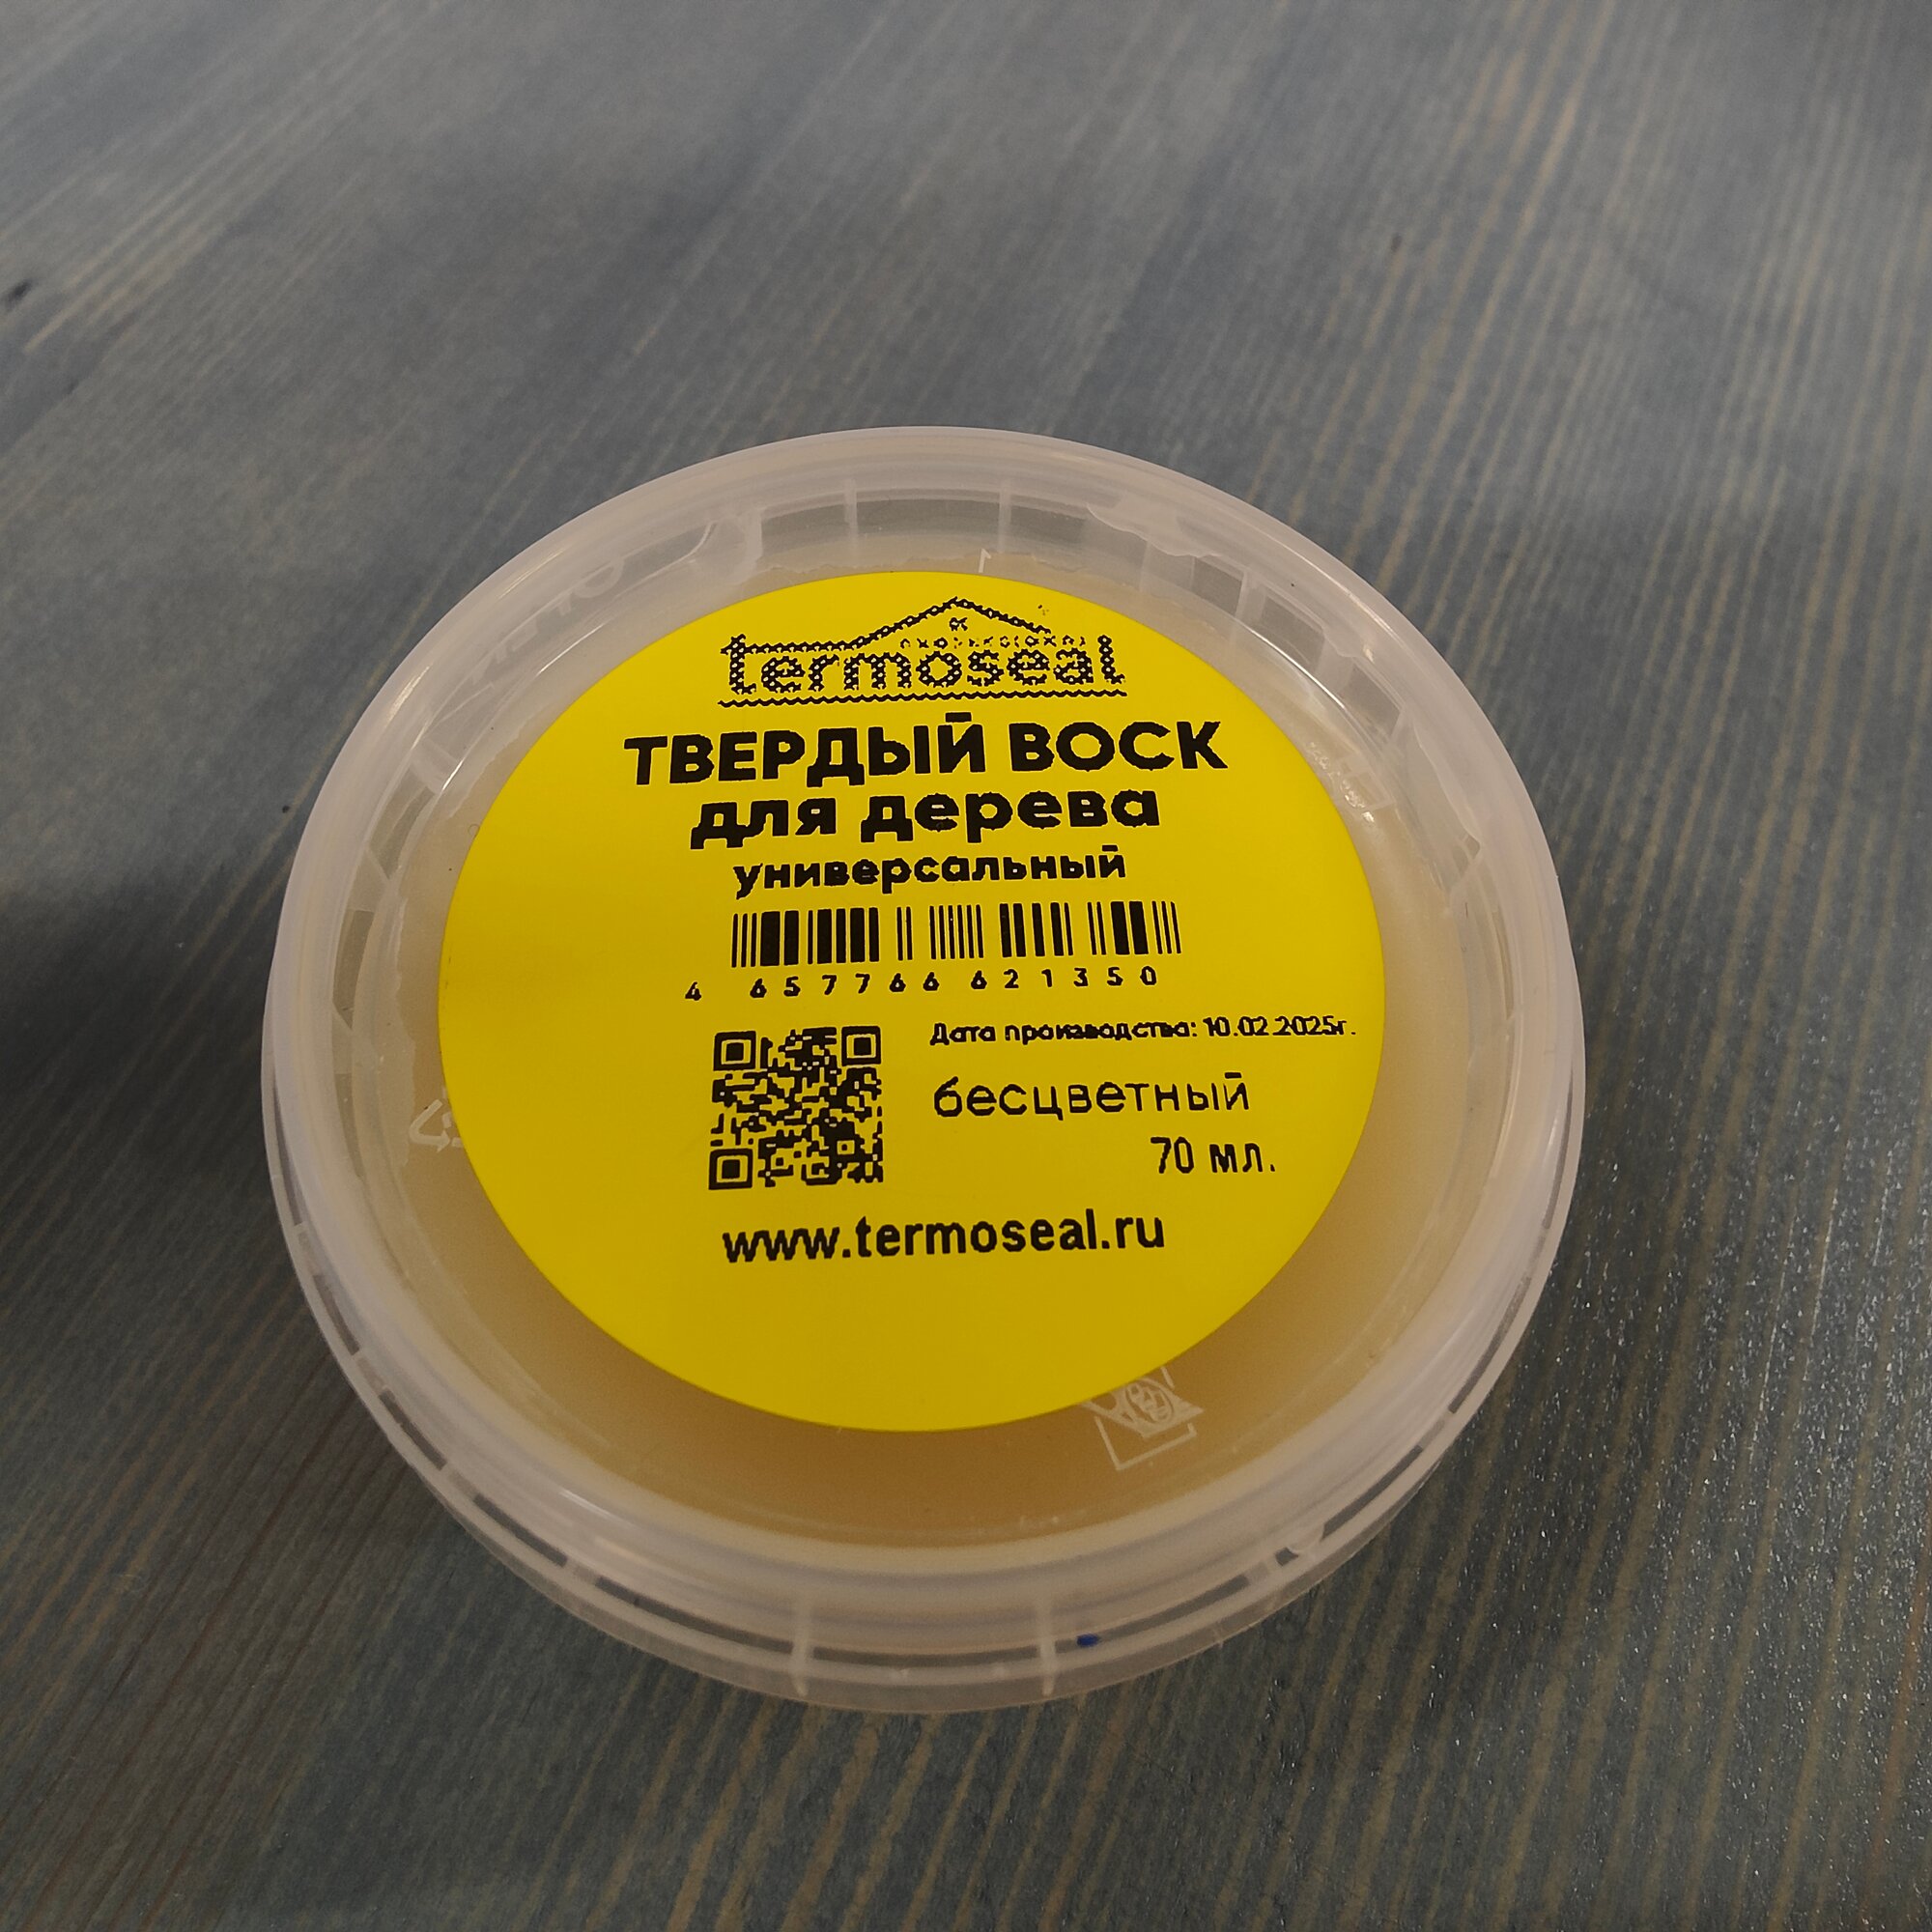 termoseal
ТВЕРДЫЙ ВОСК
для дерева
универсальный
4 657766 621350
Дата производства: 10.02.2025г.
бесцветный
70 мл.
www.termoseal.ru